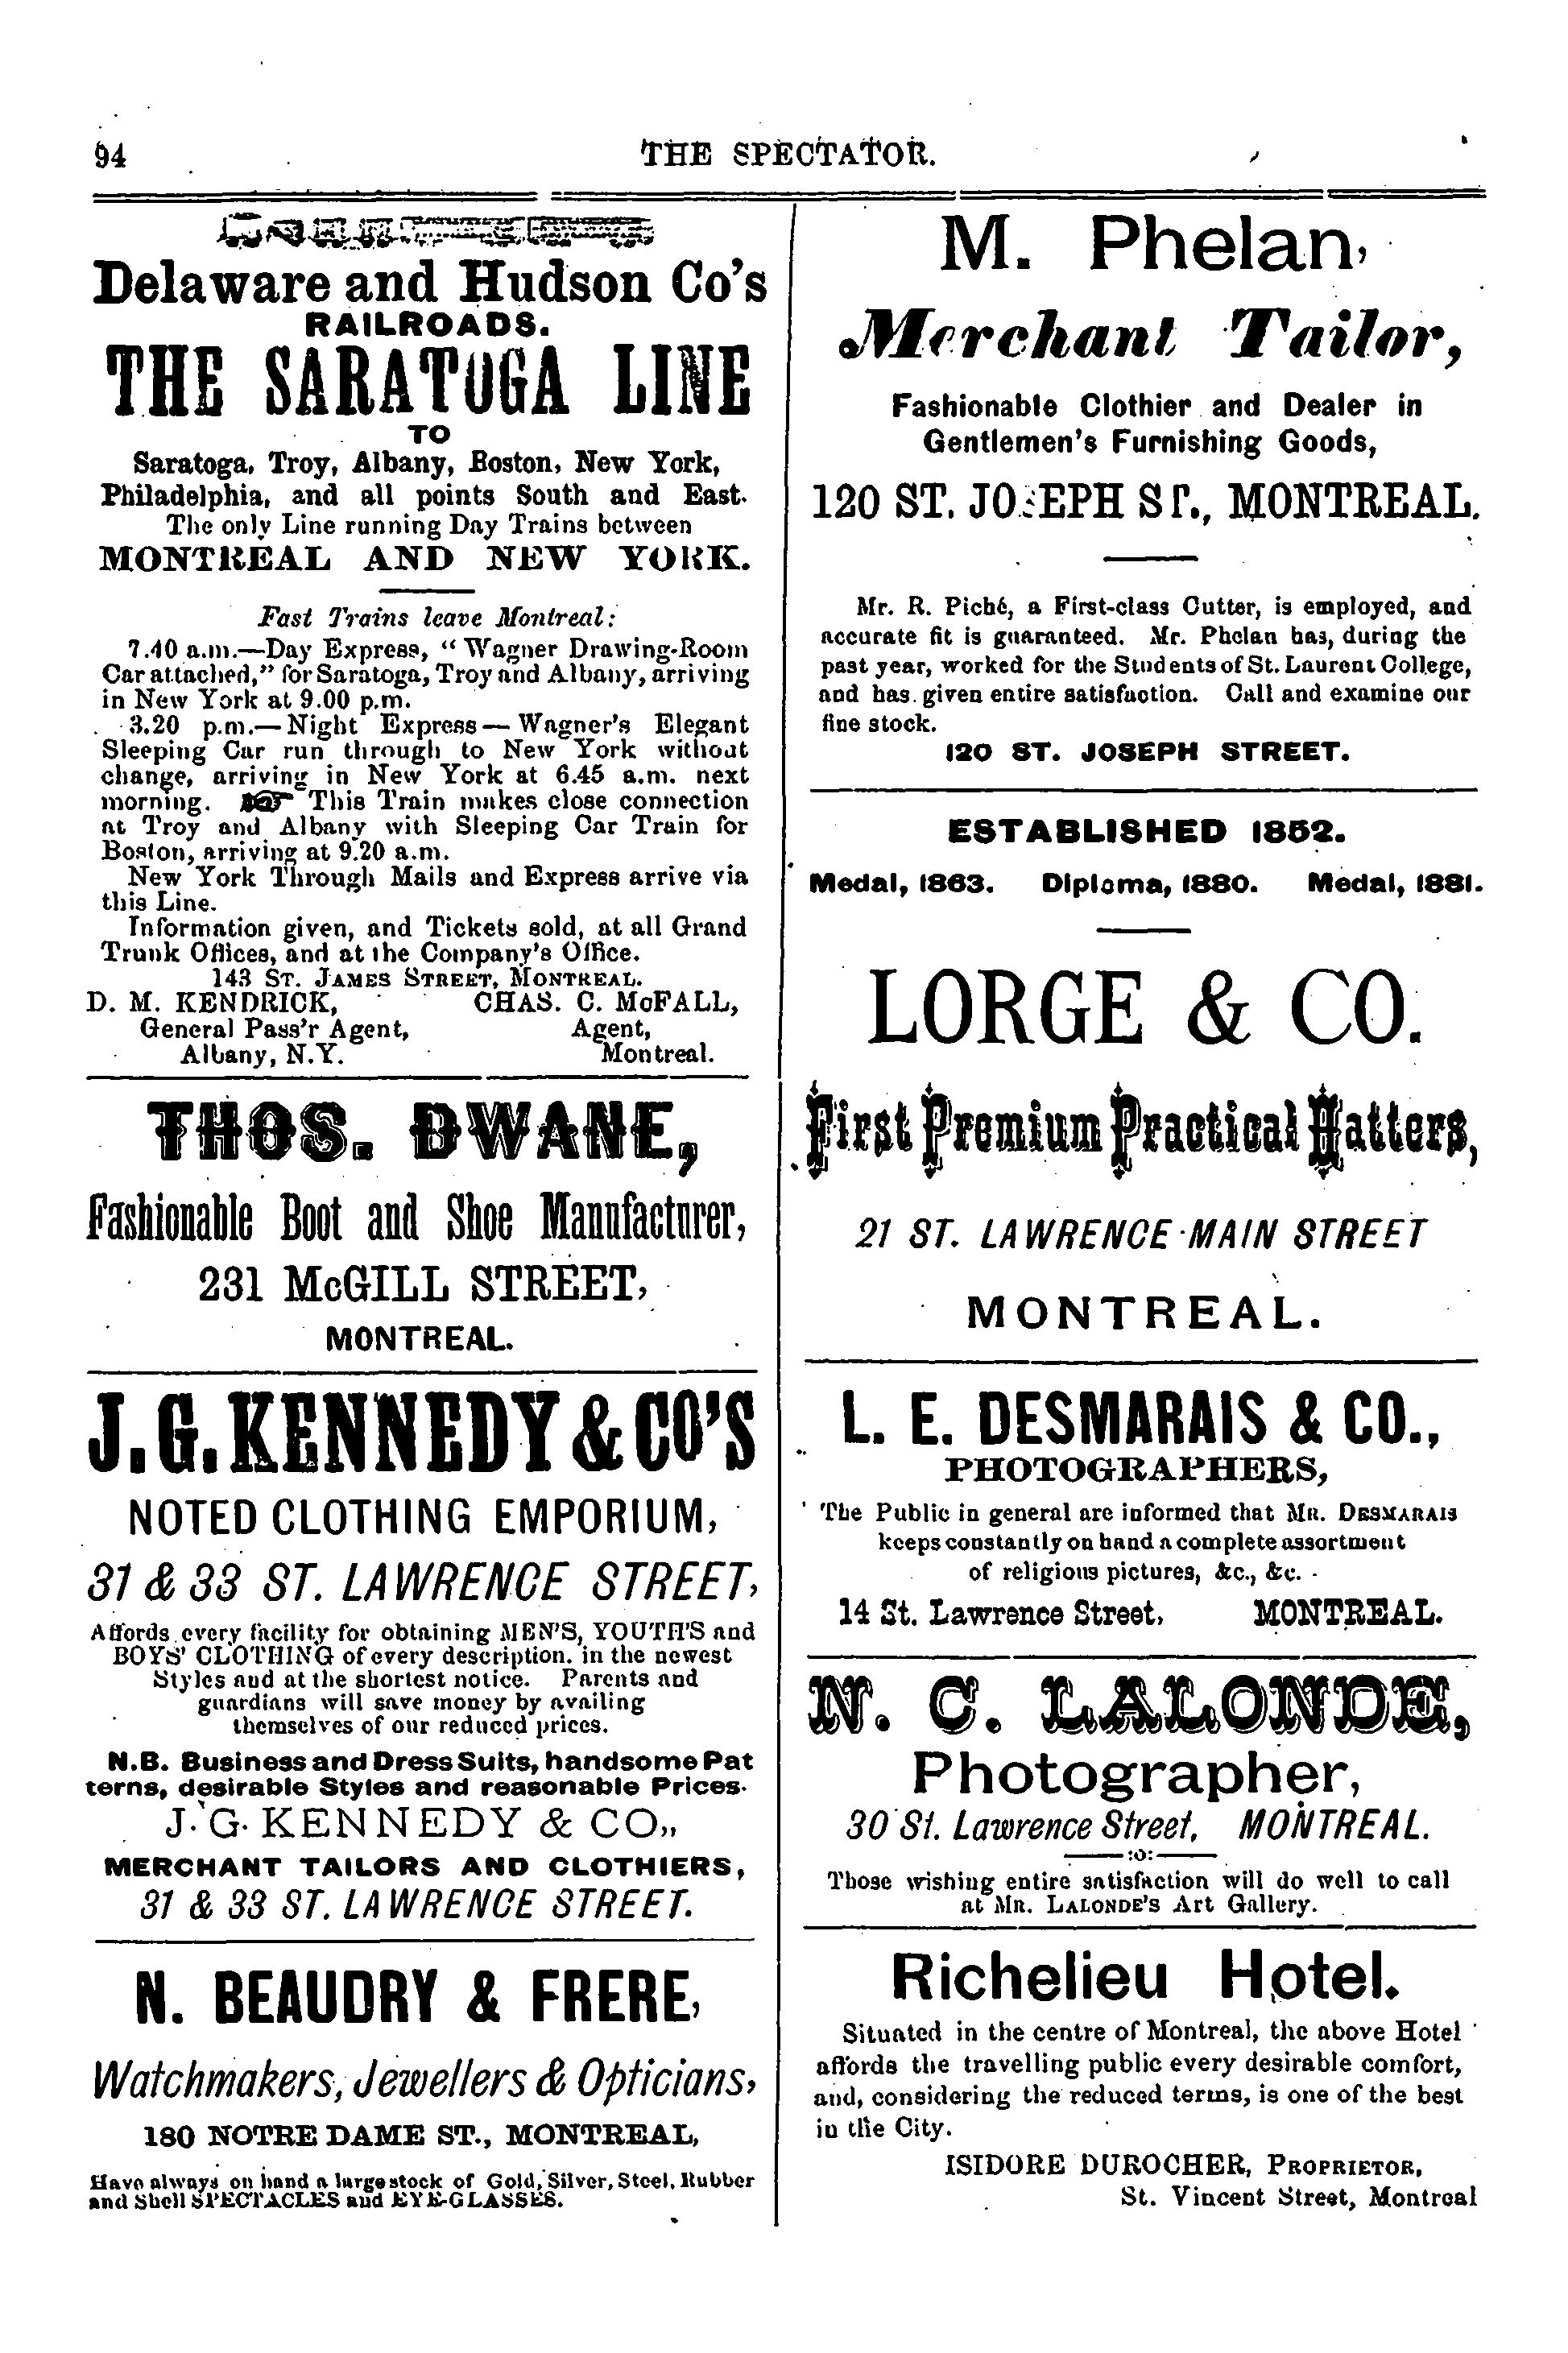 94
THE SPECTATOR.
Delaware and Hudson Co's
RAILROADS.
THE SARATOGA LINE
TO
Saratoga, Troy, Albany, Boston, New York,
Philadelphia, and all points South and East.
The only Line running Day Trains between
MONTREAL AND NEW YORK.
Fast Trains leave Montreal:
7.40 a.m.—Day Express, "Wagner Drawing-Room
Car attached," for Saratoga, Troy and Albany, arriving
in New York at 9.00 p.m.
3.20 p.m.—Night Express—Wagner's Elegant
Sleeping Car run through to New York without
change, arriving in New York at 6.45 a.m. next
morning. ☞ This Train makes close connection
at Troy and Albany with Sleeping Car Train for
Boston, arriving at 9.20 a.m.
New York Through Mails and Express arrive via
this Line.
Information given, and Tickets sold, at all Grand
Trunk Offices, and at the Company's Office.
143 ST. JAMES STREET, MONTREAL.
D. M. KENDRICK, CHAS. C. McFALL,
General Pass'r Agent, Agent,
Albany, N.Y. Montreal.
THOS. DWANE,
Fashionable Boot and Shoe Manufacturer,
231 McGILL STREET,
MONTREAL.
J. G. KENNEDY & CO'S
NOTED CLOTHING EMPORIUM,
31 & 33 ST. LAWRENCE STREET,
Affords every facility for obtaining MEN'S, YOUTH'S and
BOYS' CLOTHING of every description. in the newest
Styles and at the shortest notice. Parents and
guardians will save money by availing
themselves of our reduced prices.
N.B. Business and Dress Suits, handsome Pat
terns, desirable Styles and reasonable Prices.
J. G. KENNEDY & CO.,
MERCHANT TAILORS AND CLOTHIERS,
31 & 33 ST. LAWRENCE STREET.
N. BEAUDRY & FRERE,
Watchmakers, Jewellers & Opticians,
180 NOTRE DAME ST., MONTREAL,
Have always on hand a large stock of Gold, Silver, Steel, Rubber
and Shell SPECTACLES and EYE-GLASSES.
M. Phelan,
Merchant Tailor,
Fashionable Clothier and Dealer in
Gentlemen's Furnishing Goods,
120 ST. JOSEPH ST., MONTREAL.
Mr. R. Piché, a First-class Cutter, is employed, and
accurate fit is guaranteed. Mr. Phelan has, during the
past year, worked for the Students of St. Laurent College,
and has given entire satisfaction. Call and examine our
fine stock.
120 ST. JOSEPH STREET.
ESTABLISHED 1852.
Medal, 1863. Diploma, 1880. Medal, 1881.
LORGE & CO.
First Premium Practical Hatters,
21 ST. LAWRENCE MAIN STREET
MONTREAL.
L. E. DESMARAIS & CO.,
PHOTOGRAPHERS,
The Public in general are informed that MR. DESMARAIS
keeps constantly on hand a complete assortment
of religious pictures, &c., &c.
14 St. Lawrence Street, MONTREAL.
N. C. LALONDE,
Photographer,
30 St. Lawrence Street, MONTREAL.
:o:
Those wishing entire satisfaction will do well to call
at MR. LALONDE'S Art Gallery.
Richelieu Hotel.
Situated in the centre of Montreal, the above Hotel
affords the travelling public every desirable comfort,
and, considering the reduced terms, is one of the best
in the City.
ISIDORE DUROCHER, PROPRIETOR,
St. Vincent Street, Montreal